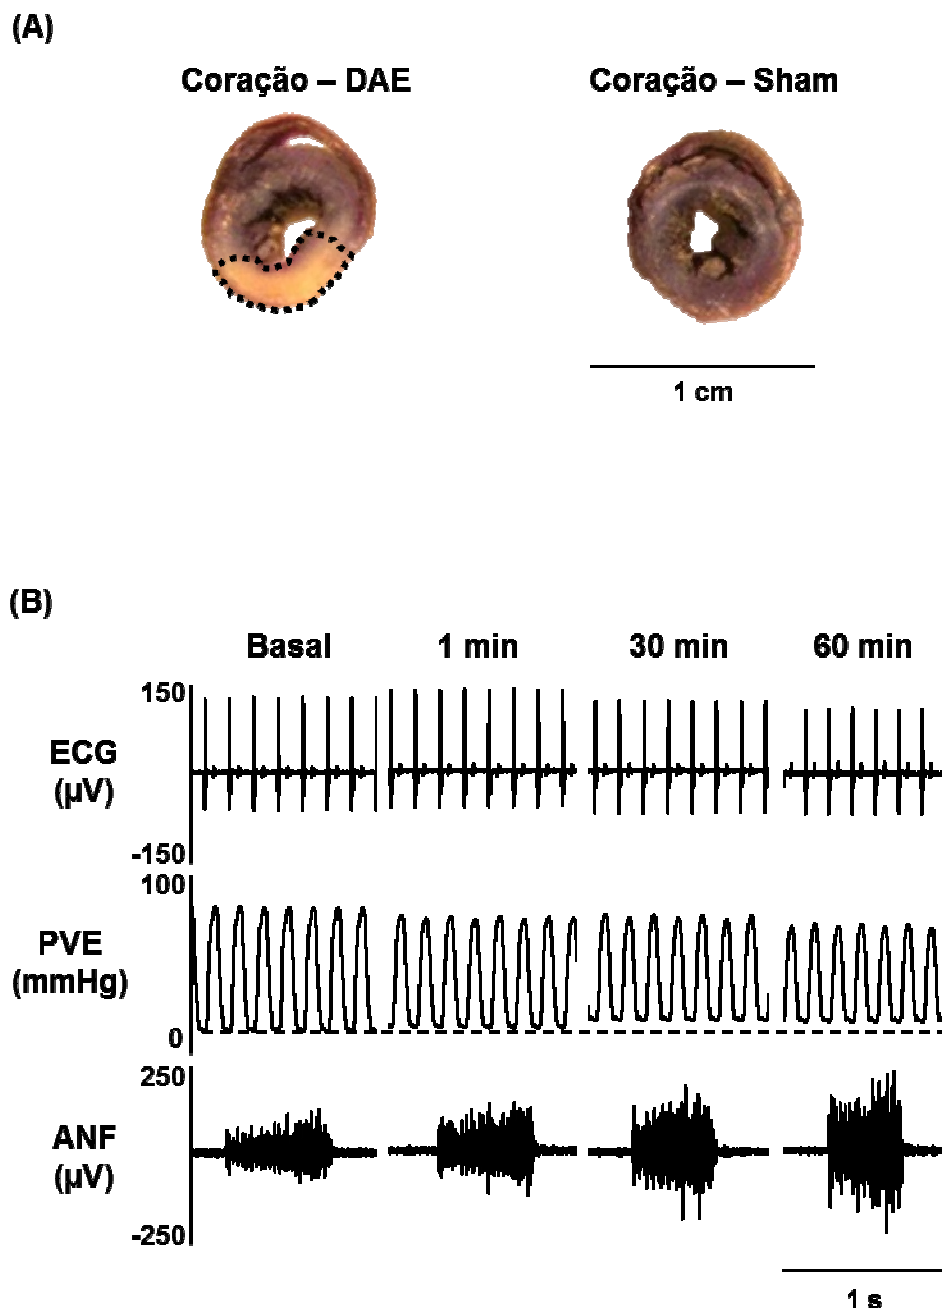 (A)
Coração – DAE
Coração – Sham
1 cm
(B)
Basal
1 min
30 min
60 min
150
ECG
(µV)
-150
100
PVE
(mmHg)
0
250
ANF
(µV)
-250
1 s